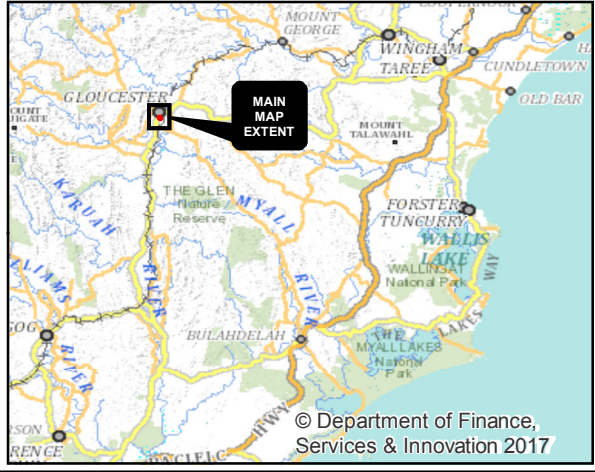 MOUNT
GEORGE
WINGHAM
TAREE
CUNDLETOWN
OLD BAR
GLOUCESTER
MAIN
MAP
EXTENT
MOUNT
TALAWAHL
THE GLEN
Nature
Reserve
KARUAH
RIVER
MYALL
RIVER
FORSTER
TUNCURRY
WALLIS
LAKE
WALLINGAT
National Park
THE
LAKES
WAY
BULAHDELAH
MYALL LAKES
National
Park
RIVER
HWY
© Department of Finance,
Services & Innovation 2017